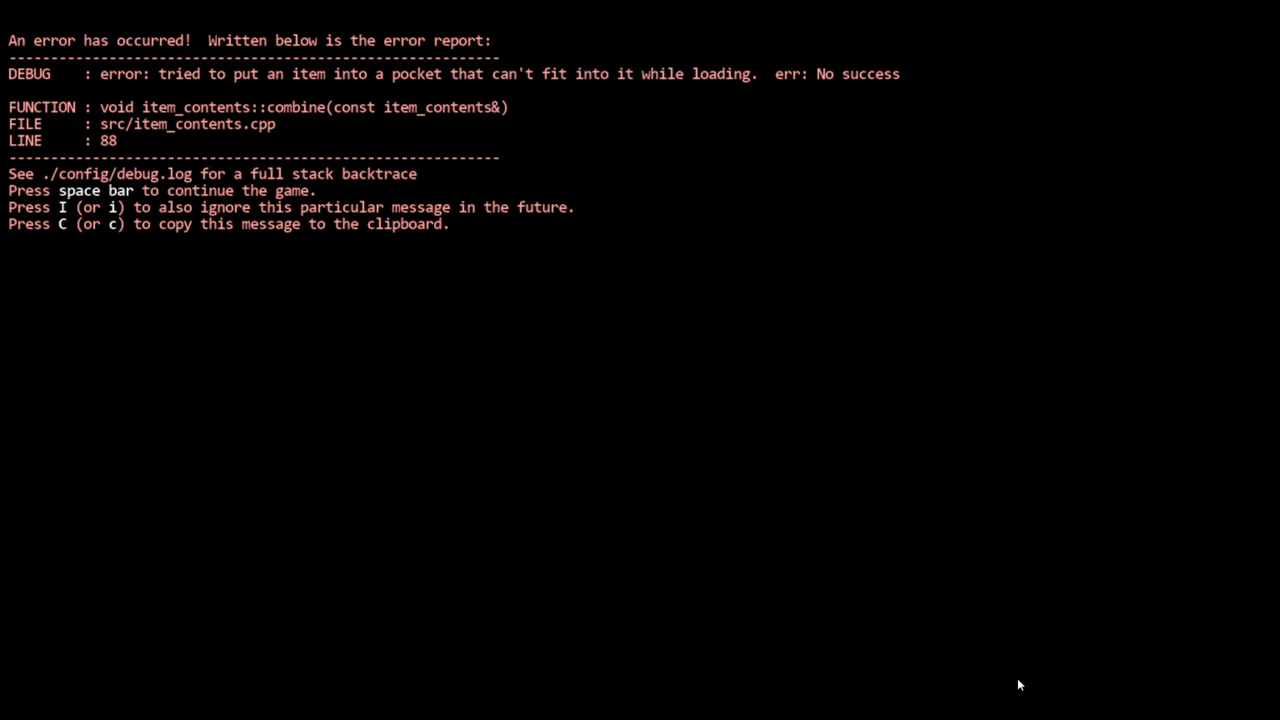 An error has occurred!  Written below is the error report:
-----------------------------------------------------------
DEBUG    : error: tried to put an item into a pocket that can't fit into it while loading.  err: No success
FUNCTION : void item_contents::combine(const item_contents&)
FILE     : src/item_contents.cpp
LINE     : 88
-----------------------------------------------------------
See ./config/debug.log for a full stack backtrace
Press space bar to continue the game.
Press I (or i) to also ignore this particular message in the future.
Press C (or c) to copy this message to the clipboard.